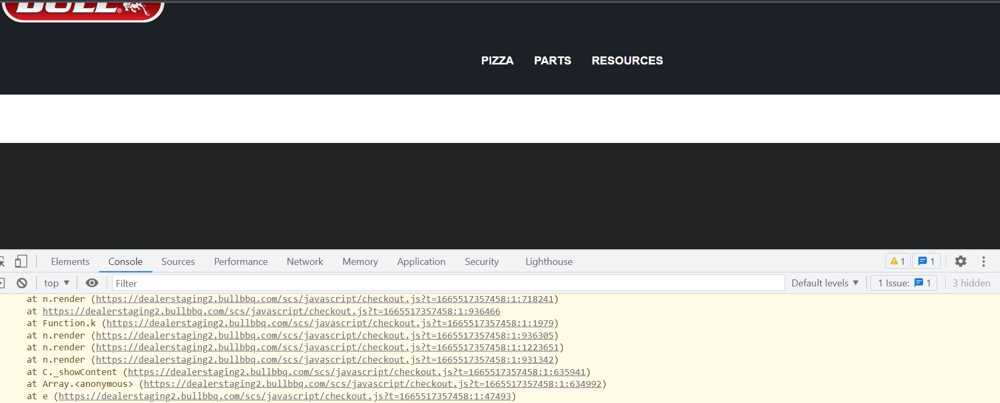 BULL®
PIZZA PARTS RESOURCES
Elements Console Sources Performance Network Memory Application Security Lighthouse 1 1
top ▼ Filter Default levels ▼ 1 Issue: 1 3 hidden
at n.render (https://dealerstaging2.bullbbq.com/scs/javascript/checkout.js?t=1665517357458:1:718241)
at https://dealerstaging2.bullbbq.com/scs/javascript/checkout.js?t=1665517357458:1:936466
at Function.k (https://dealerstaging2.bullbbq.com/scs/javascript/checkout.js?t=1665517357458:1:1979)
at n.render (https://dealerstaging2.bullbbq.com/scs/javascript/checkout.js?t=1665517357458:1:936305)
at n.render (https://dealerstaging2.bullbbq.com/scs/javascript/checkout.js?t=1665517357458:1:1223651)
at n.render (https://dealerstaging2.bullbbq.com/scs/javascript/checkout.js?t=1665517357458:1:931342)
at C._showContent (https://dealerstaging2.bullbbq.com/scs/javascript/checkout.js?t=1665517357458:1:635941)
at Array.<anonymous> (https://dealerstaging2.bullbbq.com/scs/javascript/checkout.js?t=1665517357458:1:634992)
at e (https://dealerstaging2.bullbbq.com/scs/javascript/checkout.js?t=1665517357458:1:47493)